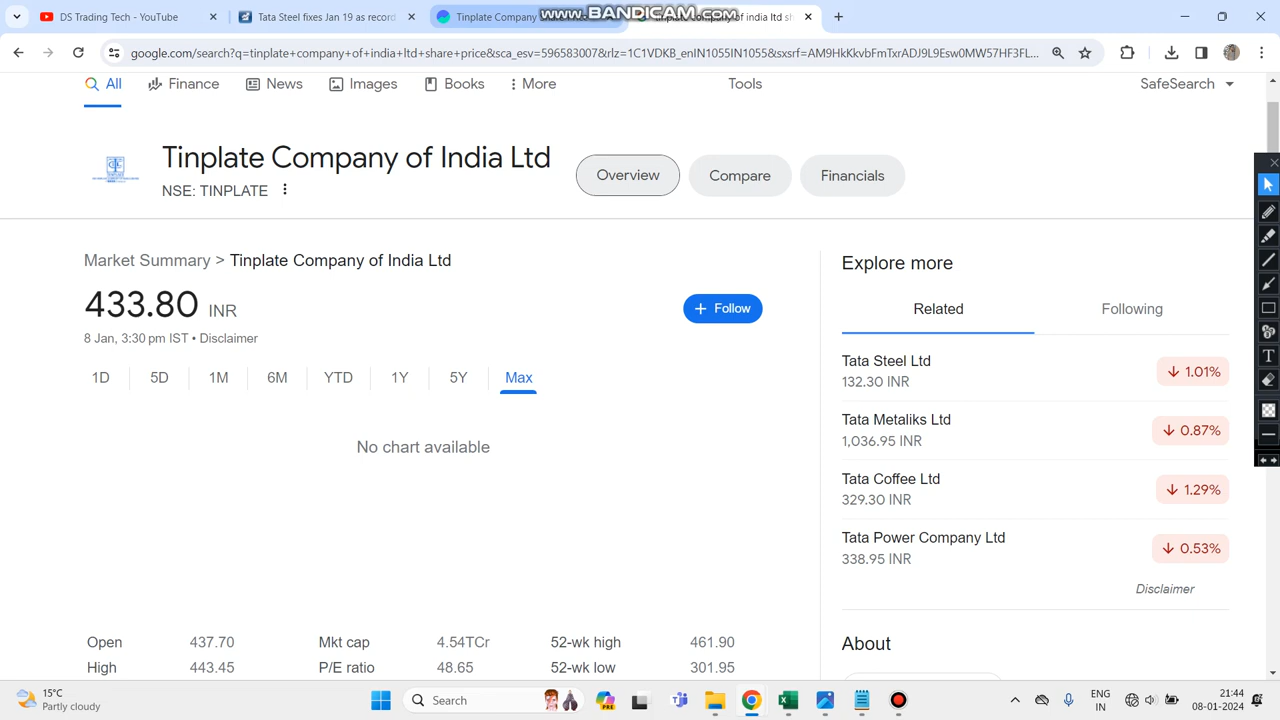 DS Trading Tech - YouTube
Tata Steel fixes Jan 19 as record
Tinplate Company
of india ltd sh
www.BANDICAM.com
google.com/search?q=tinplate+company+of+india+ltd+share+price&sca_esv=596583007&rlz=1C1VDKB_enIN1055IN1055&sxsrf=AM9HkKkvbFmTxrADJ9L9Esw0MW57HF3FL...
All
Finance
News
Images
Books
More
Tools
SafeSearch
Tinplate Company of India Ltd
NSE: TINPLATE
Overview
Compare
Financials
Market Summary > Tinplate Company of India Ltd
433.80 INR
8 Jan, 3:30 pm IST • Disclaimer
+ Follow
1D 5D 1M 6M YTD 1Y 5Y Max
No chart available
Open 437.70 Mkt cap 4.54TCr 52-wk high 461.90
High 443.45 P/E ratio 48.65 52-wk low 301.95
Explore more
Related Following
Tata Steel Ltd
132.30 INR
↓ 1.01%
Tata Metaliks Ltd
1,036.95 INR
↓ 0.87%
Tata Coffee Ltd
329.30 INR
↓ 1.29%
Tata Power Company Ltd
338.95 INR
↓ 0.53%
Disclaimer
About
15°C
Partly cloudy
Search
ENG
IN
21:44
08-01-2024